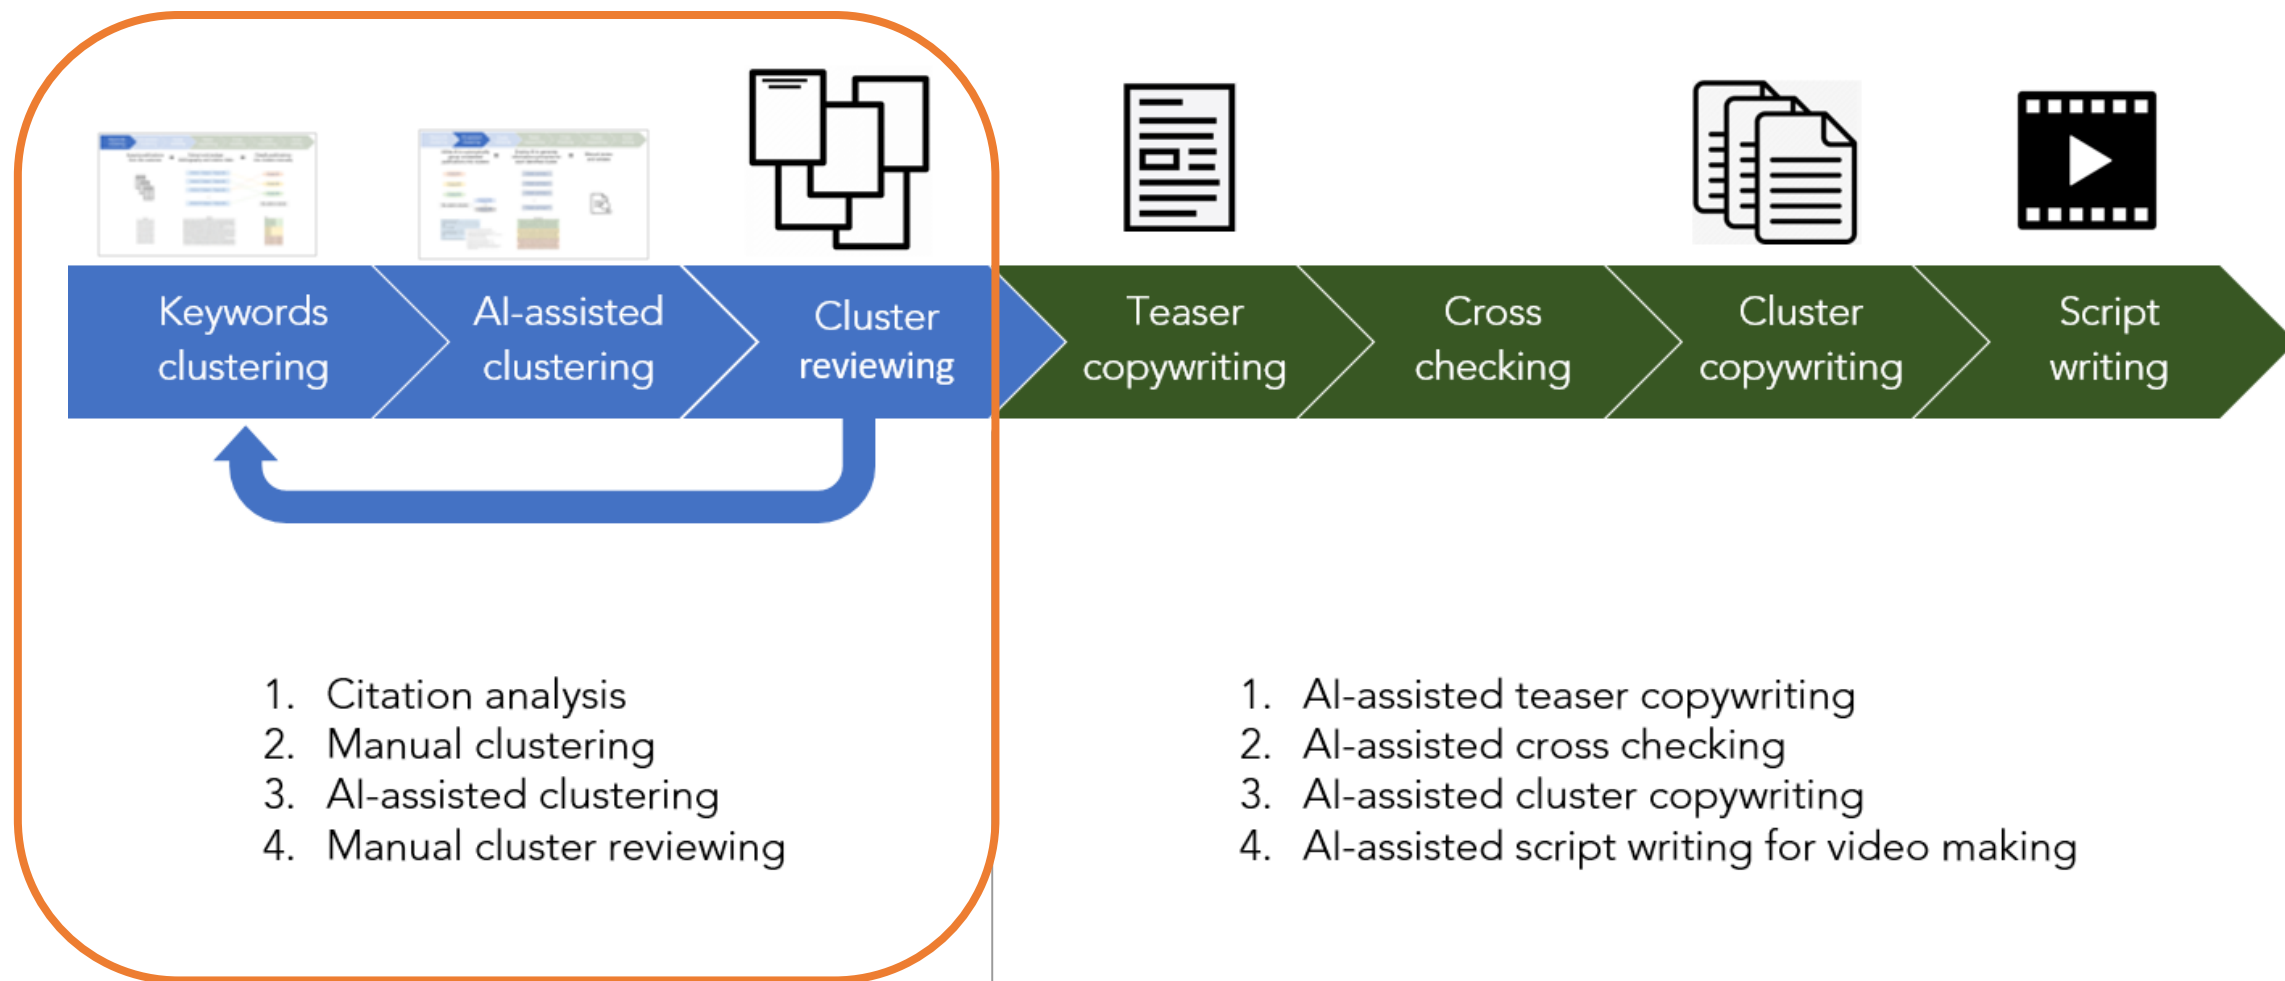 Keywords
clustering
AI-assisted
clustering
Cluster
reviewing
Teaser
copywriting
Cross
checking
Cluster
copywriting
Script
writing
1. Citation analysis
2. Manual clustering
3. AI-assisted clustering
4. Manual cluster reviewing
1. AI-assisted teaser copywriting
2. AI-assisted cross checking
3. AI-assisted cluster copywriting
4. AI-assisted script writing for video making